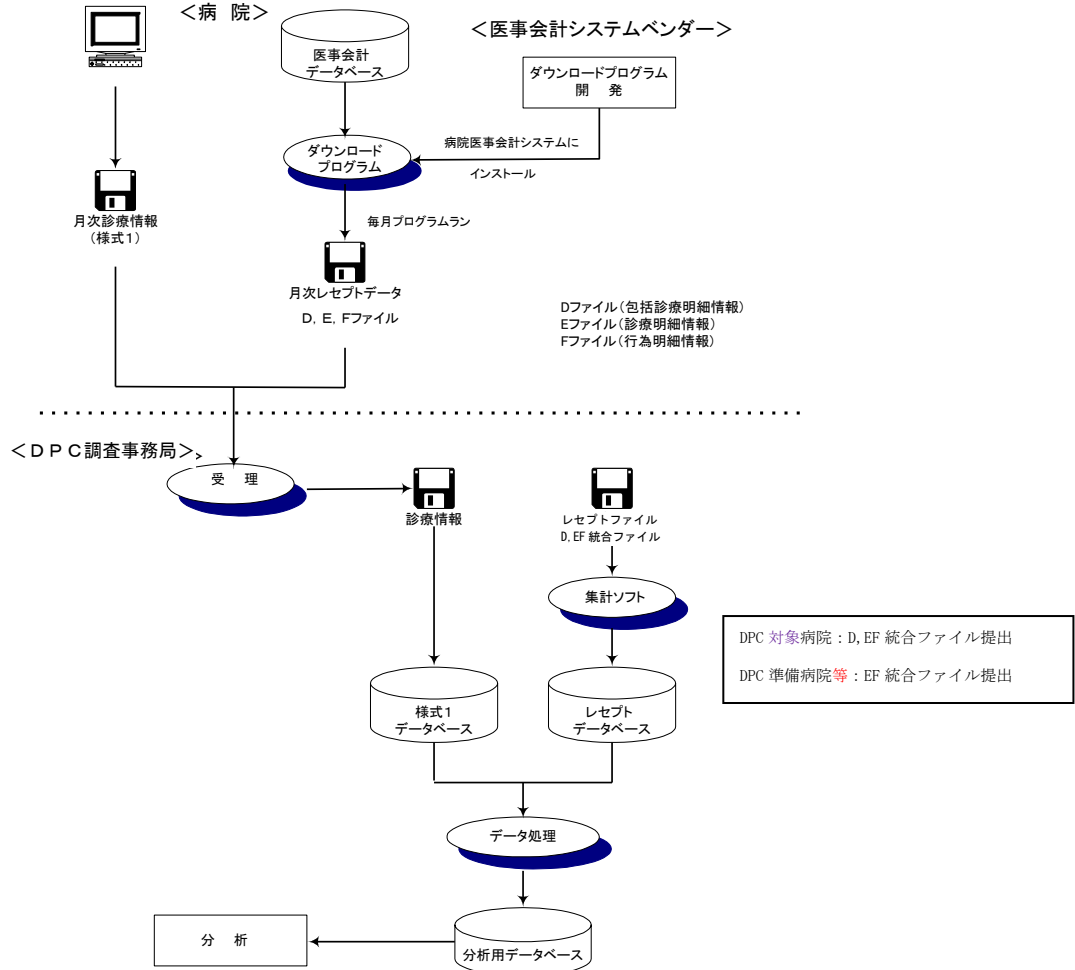 ＜病 院＞
＜医事会計システムベンダー＞
医事会計
データベース
ダウンロードプログラム
開 発
ダウンロード
プログラム
病院医事会計システムに
インストール
月次診療情報
（様式１）
毎月プログラムラン
月次レセプトデータ
Ｄ，Ｅ，Ｆファイル
Dファイル（包括診療明細情報）
Eファイル（診療明細情報）
Fファイル（行為明細情報）
＜ＤＰＣ調査事務局＞
受 理
診療情報
レセプトファイル
D,EF 統合ファイル
集計ソフト
DPC 対象病院：D,EF 統合ファイル提出
DPC 準備病院等：EF 統合ファイル提出
様式１
データベース
レセプト
データベース
データ処理
分 析
分析用データベース